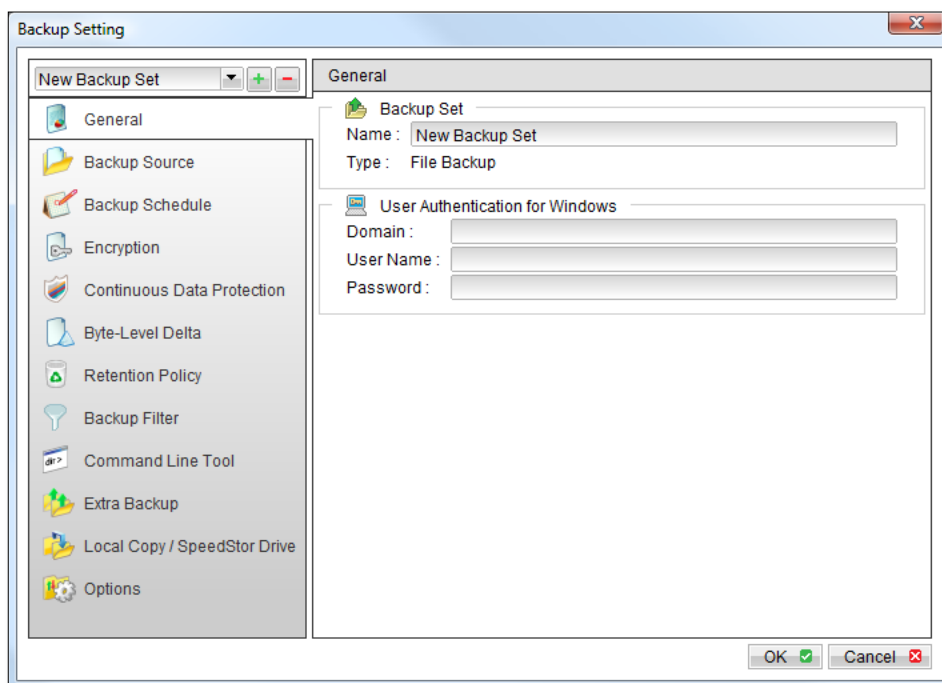 Backup Setting
New Backup Set
General
Backup Source
Backup Schedule
Encryption
Continuous Data Protection
Byte-Level Delta
Retention Policy
Backup Filter
dir>
Command Line Tool
Extra Backup
Local Copy / SpeedStor Drive
Options
General
Backup Set
Name : New Backup Set
Type : File Backup
User Authentication for Windows
Domain :
User Name :
Password :
OK
Cancel